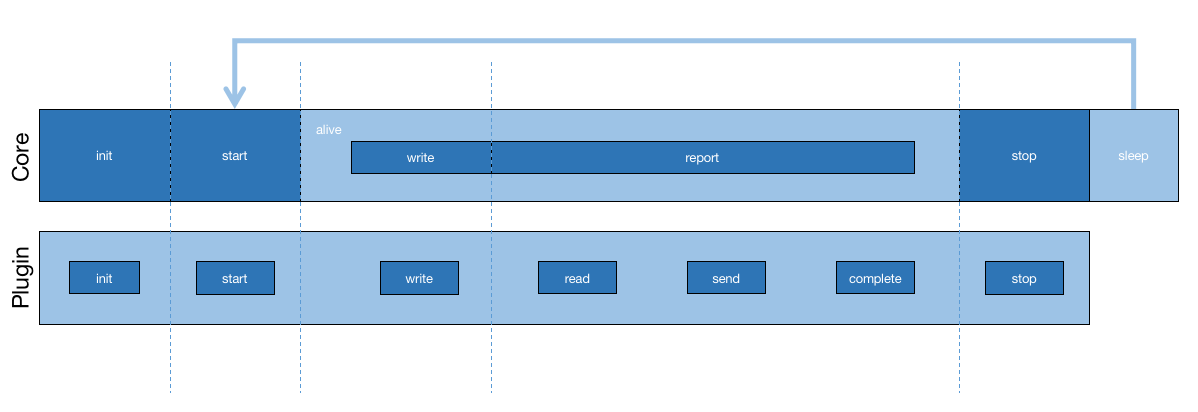 Core
init
start
alive
write
report
stop
sleep
Plugin
init
start
write
read
send
complete
stop